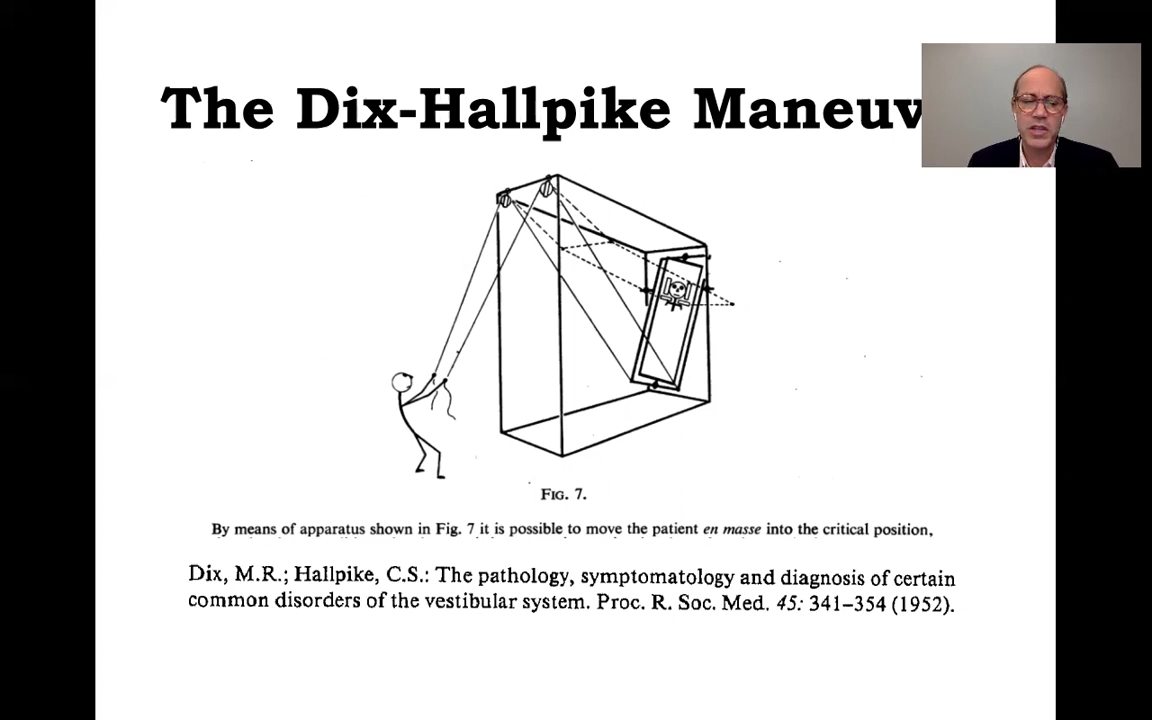 The Dix-Hallpike Maneuv
FIG. 7.
By means of apparatus shown in Fig. 7 it is possible to move the patient en masse into the critical position,
Dix, M.R.; Hallpike, C.S.: The pathology, symptomatology and diagnosis of certain
common disorders of the vestibular system. Proc. R. Soc. Med. 45: 341–354 (1952).